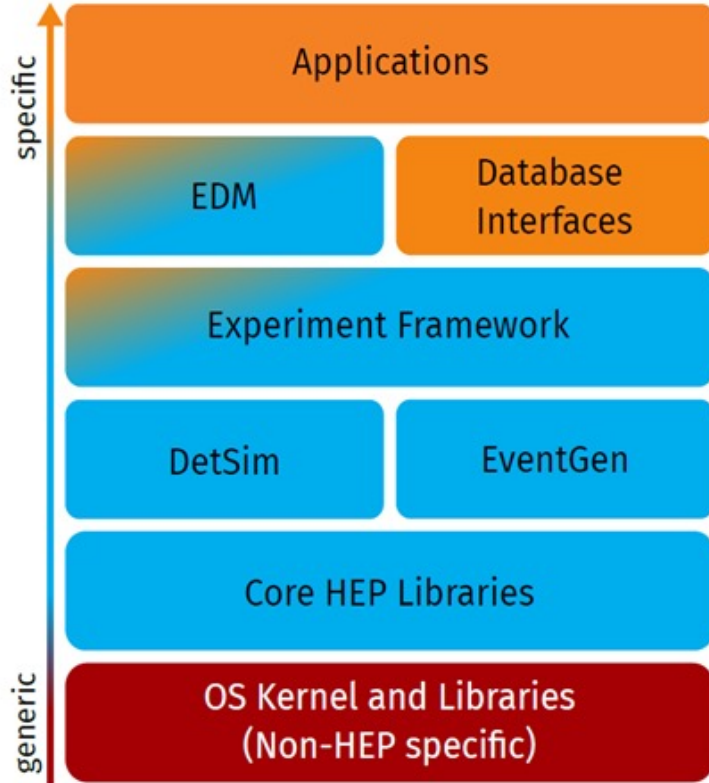 specific
Applications
EDM
Database
Interfaces
Experiment Framework
DetSim
EventGen
Core HEP Libraries
generic
OS Kernel and Libraries
(Non-HEP specific)